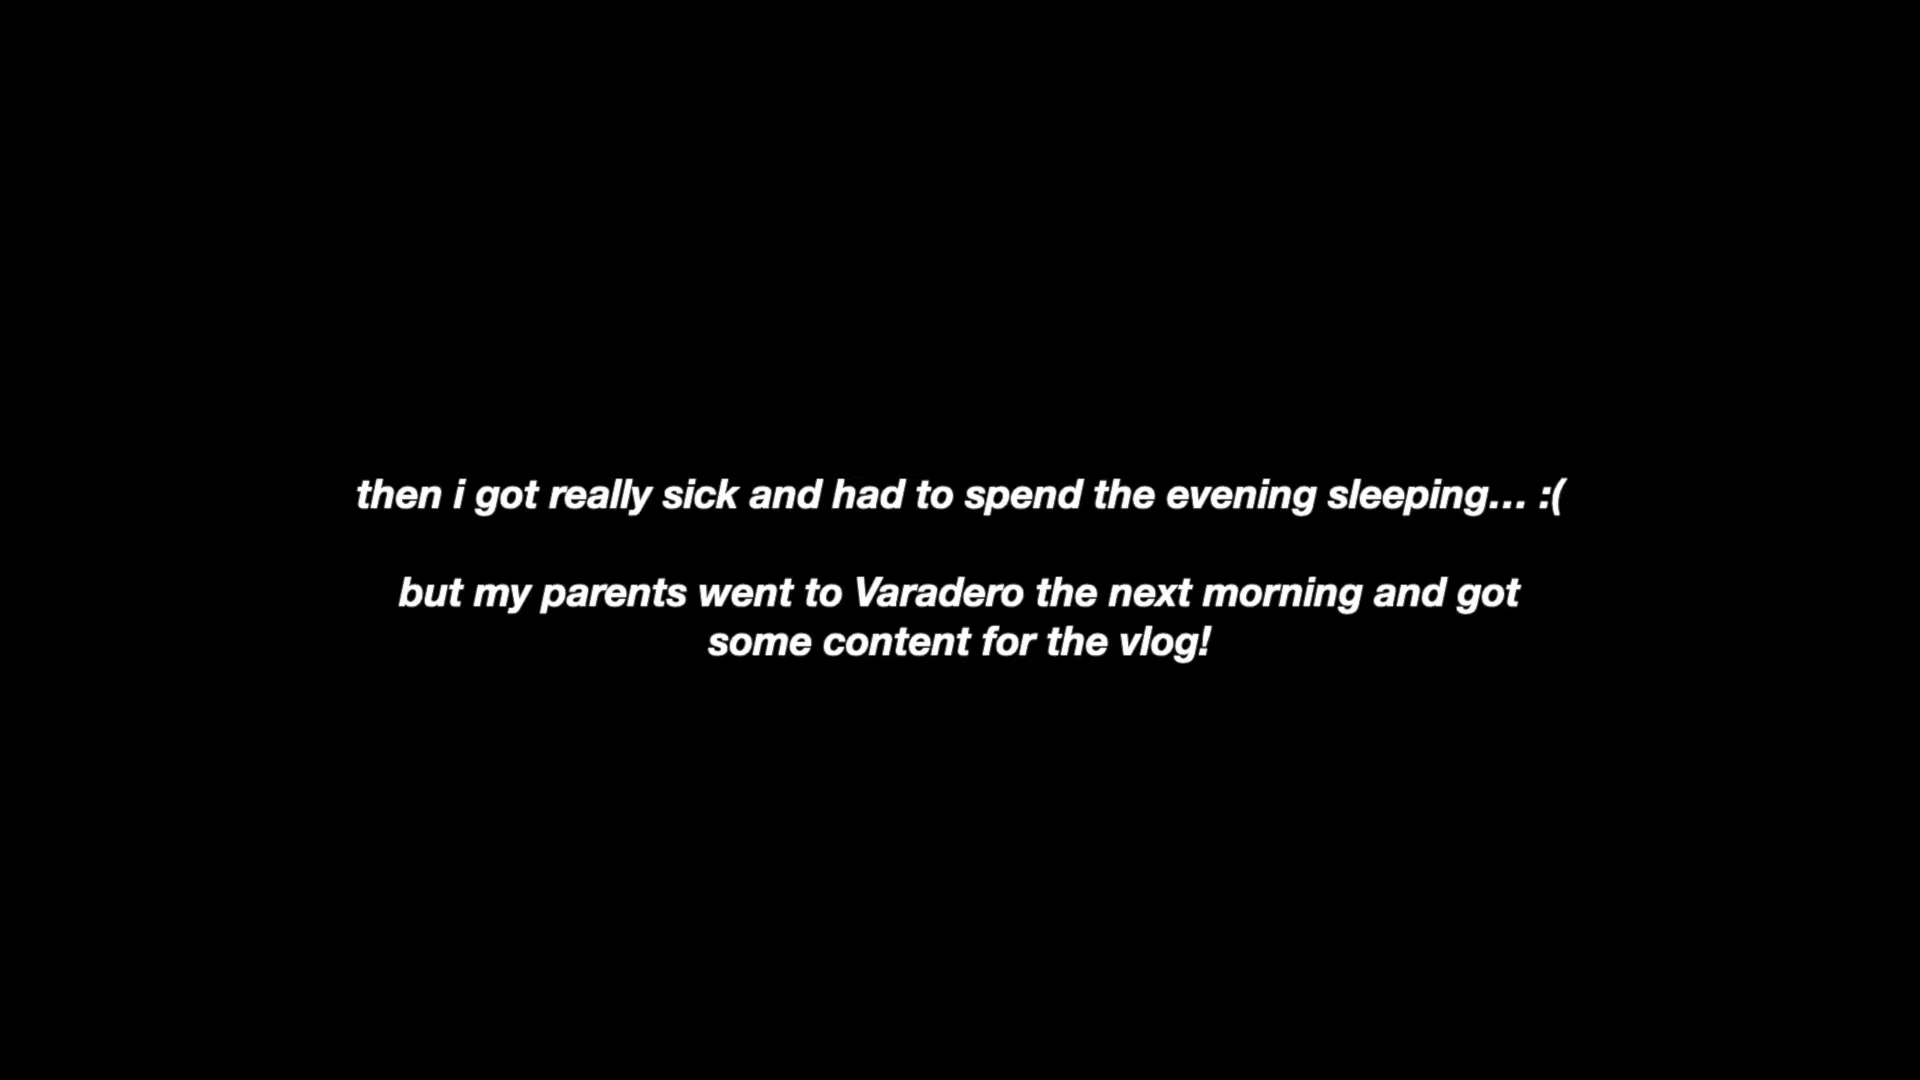 then i got really sick and had to spend the evening sleeping... :(
but my parents went to Varadero the next morning and got
some content for the vlog!